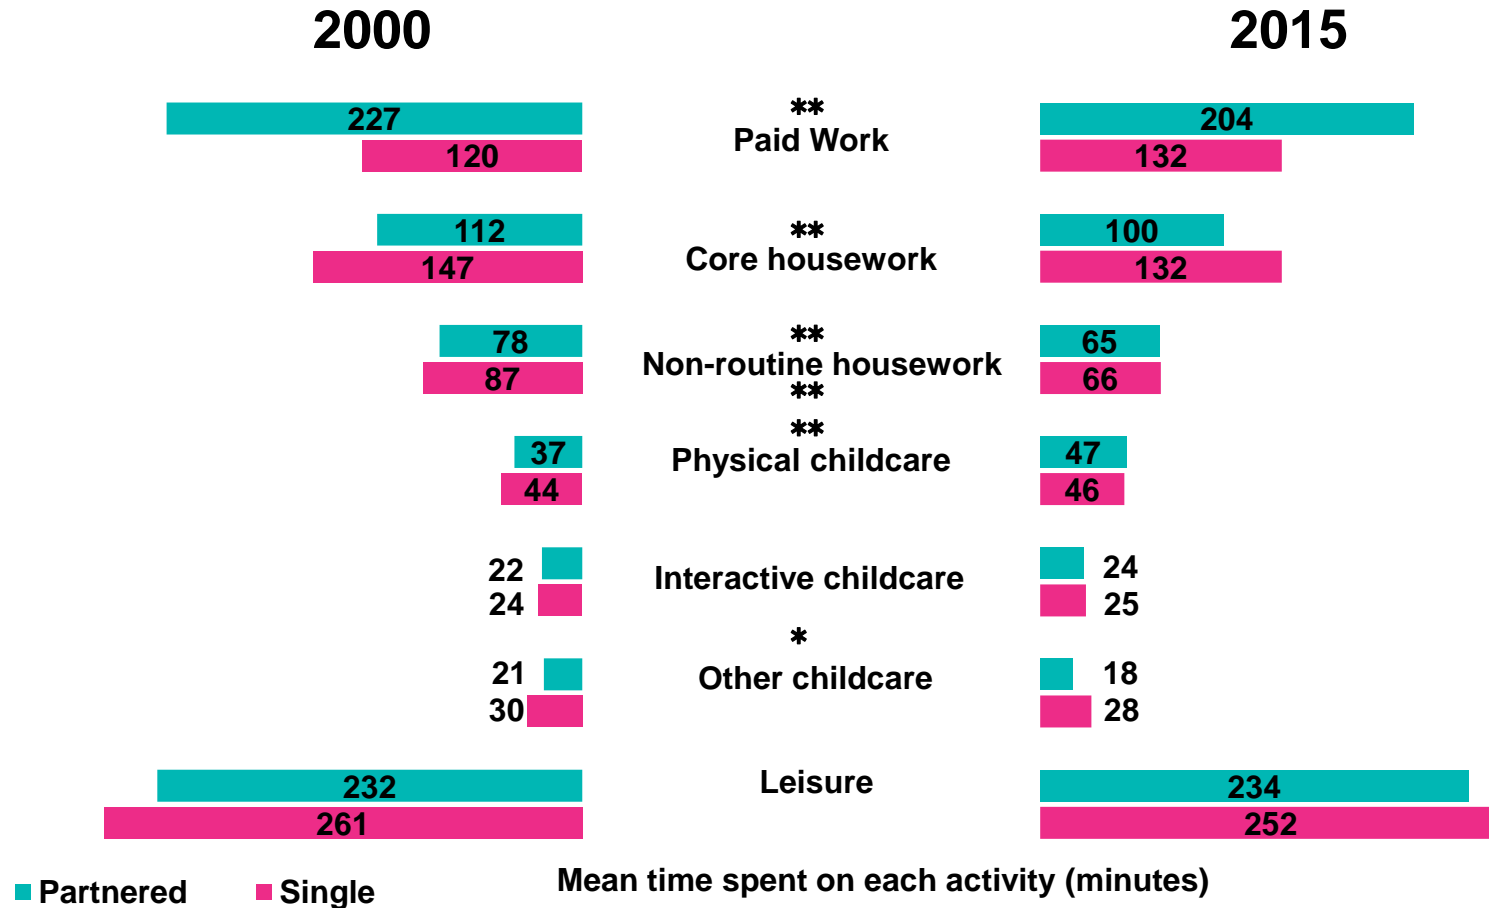 2000 2015
**
227 Paid Work 204
120 132
**
112 Core housework 100
147 132
**
78 Non-routine housework 65
87 ** 66
**
37 Physical childcare 47
44 46
22 Interactive childcare 24
24 25
*
21 Other childcare 18
30 28
232 Leisure 234
261 252
Partnered Single Mean time spent on each activity (minutes)